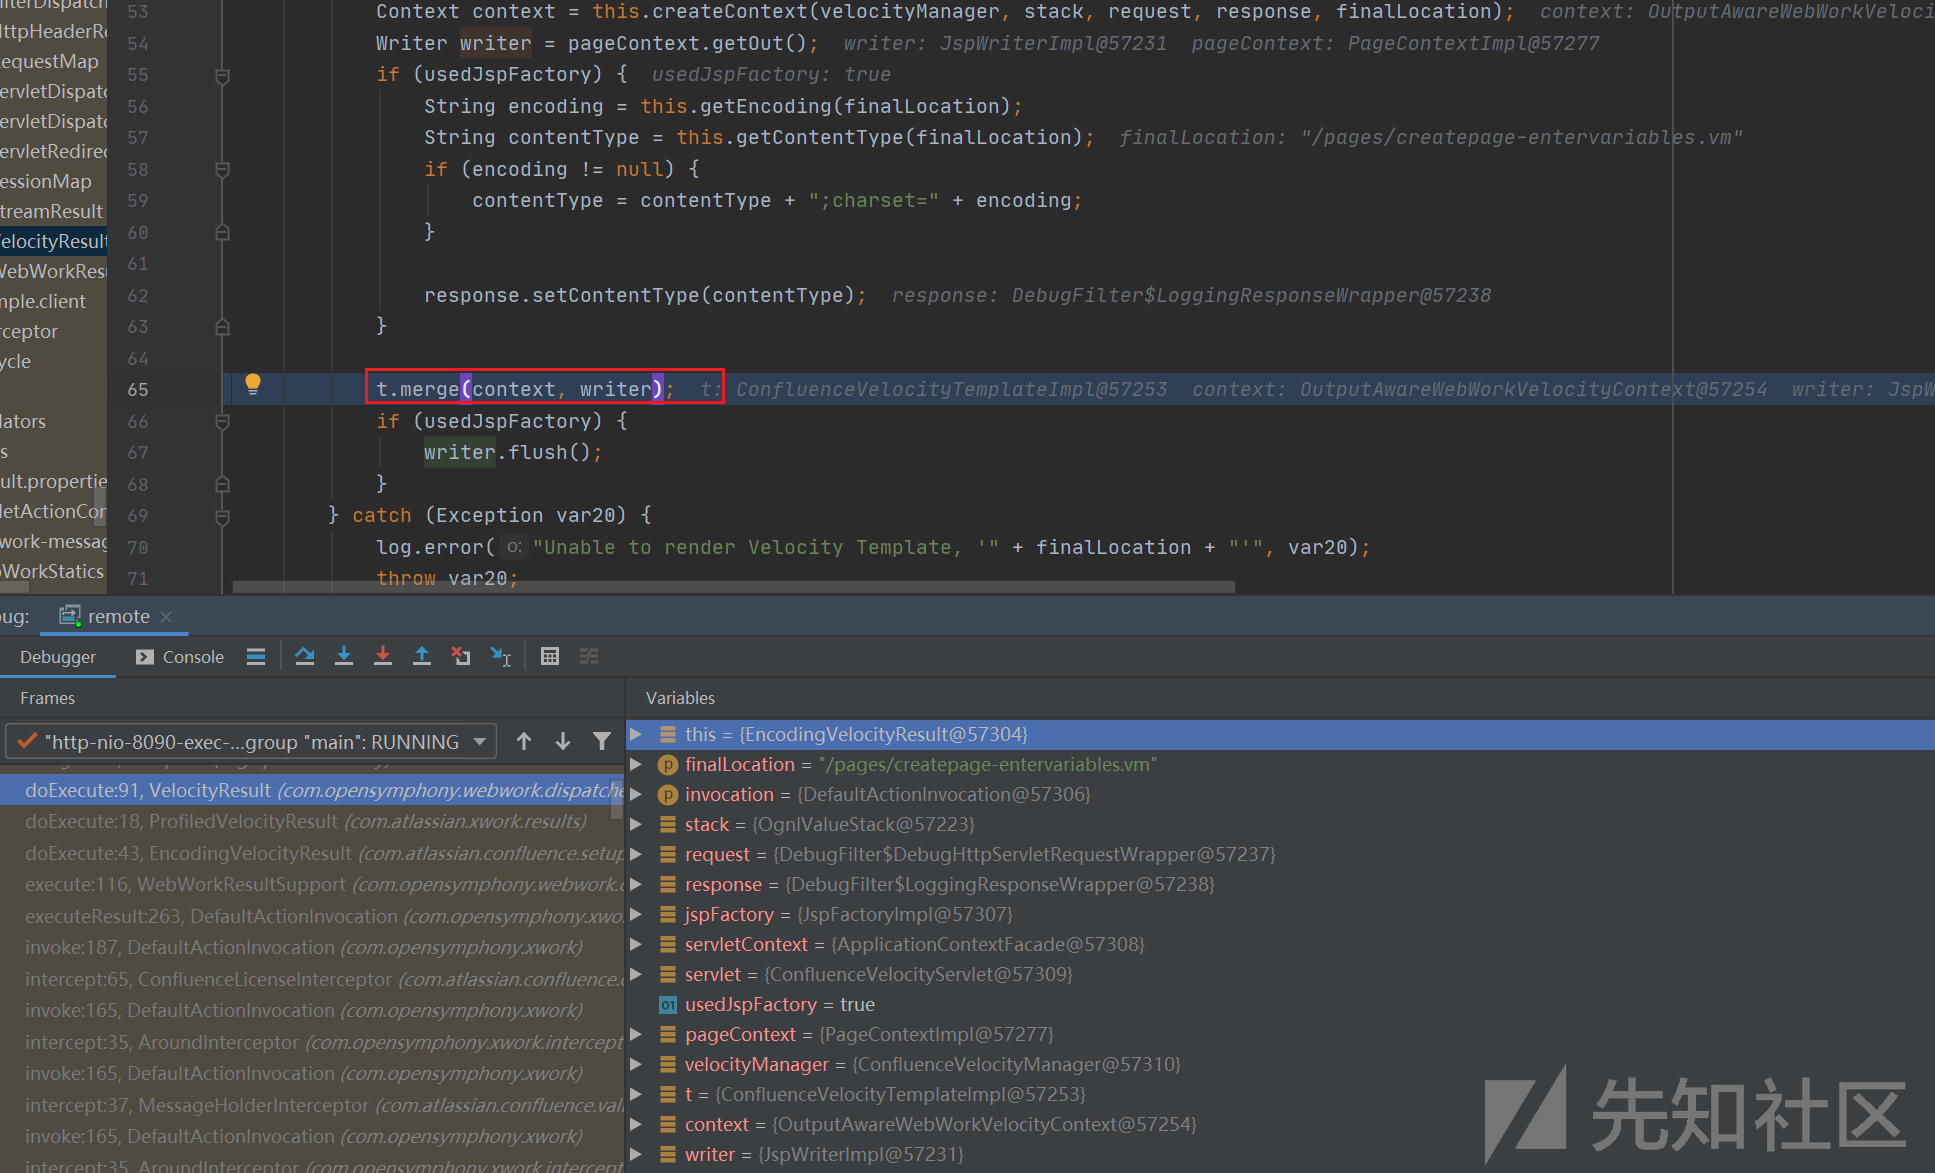 53 Context context = this.createContext(velocityManager, stack, request, response, finalLocation); context: OutputAwareWebWorkVeloci
54 Writer writer = pageContext.getOut(); writer: JspWriterImpl@57231 pageContext: PageContextImpl@57277
55 if (usedJspFactory) { usedJspFactory: true
56 String encoding = this.getEncoding(finalLocation);
57 String contentType = this.getContentType(finalLocation); finalLocation: "/pages/createpage-entervariables.vm"
58 if (encoding != null) {
59 contentType = contentType + ";charset=" + encoding;
60 }
61
62 response.setContentType(contentType); response: DebugFilter$LoggingResponseWrapper@57238
63 }
64
65 t.merge(context, writer); t: ConfluenceVelocityTemplateImpl@57253 context: OutputAwareWebWorkVelocityContext@57254 writer: JspW
66 if (usedJspFactory) {
67 writer.flush();
68 }
69 } catch (Exception var20) {
70 log.error( o: "Unable to render Velocity Template, '" + finalLocation + "'", var20);
71 throw var20;
ilterDispatch
HttpHeaderRe
equestMap
ervletDispatc
ervletDispatc
ervletRedirec
essionMap
treamResult
elocityResult
WebWorkRes
mple.client
rceptor
ycle
lators
s
ult.propertie
letActionCon
work-messag
WorkStatics
ug: remote
Debugger Console
Frames
"http-nio-8090-exec-...group "main": RUNNING
doExecute:91, VelocityResult (com.opensymphony.webwork.dispatche
doExecute:18, ProfiledVelocityResult (com.atlassian.xwork.results)
doExecute:43, EncodingVelocityResult (com.atlassian.confluence.setup
execute:116, WebWorkResultSupport (com.opensymphony.webwork.d
executeResult:263, DefaultActionInvocation (com.opensymphony.xwo
invoke:187, DefaultActionInvocation (com.opensymphony.xwork)
intercept:65, ConfluenceLicenseInterceptor (com.atlassian.confluence.
invoke:165, DefaultActionInvocation (com.opensymphony.xwork)
intercept:35, AroundInterceptor (com.opensymphony.xwork.intercept
invoke:165, DefaultActionInvocation (com.opensymphony.xwork)
intercept:37, MessageHolderInterceptor (com.atlassian.confluence.vali
invoke:165, DefaultActionInvocation (com.opensymphony.xwork)
intercept:35, AroundInterceptor (com.opensymphony.xwork.intercept
Variables
this = {EncodingVelocityResult@57304}
finalLocation = "/pages/createpage-entervariables.vm"
invocation = {DefaultActionInvocation@57306}
stack = {OgnlValueStack@57223}
request = {DebugFilter$DebugHttpServletRequestWrapper@57237}
response = {DebugFilter$LoggingResponseWrapper@57238}
jspFactory = {JspFactoryImpl@57307}
servletContext = {ApplicationContextFacade@57308}
servlet = {ConfluenceVelocityServlet@57309}
usedJspFactory = true
pageContext = {PageContextImpl@57277}
velocityManager = {ConfluenceVelocityManager@57310}
t = {ConfluenceVelocityTemplateImpl@57253}
context = {OutputAwareWebWorkVelocityContext@57254}
writer = {JspWriterImpl@57231}
先知社区